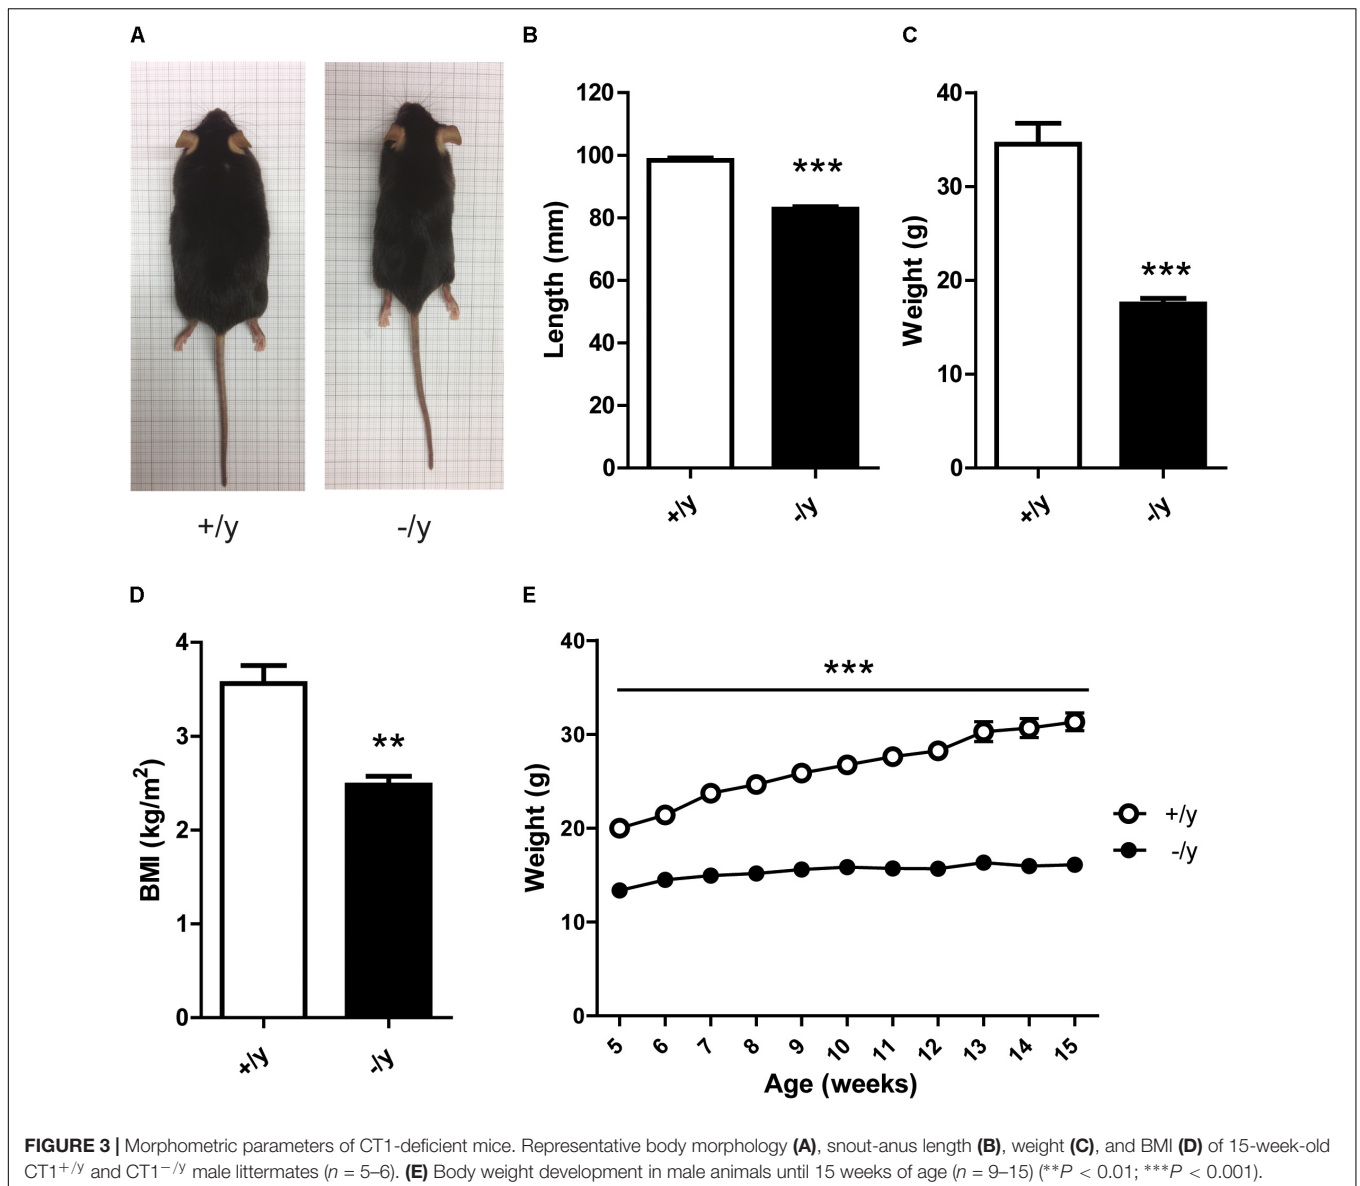 A
+/y
-/y
B
Length (mm)
120
100
80
60
40
20
0
***
+/y
-/y
C
Weight (g)
40
30
20
10
0
***
+/y
-/y
D
BMI (kg/m²)
4
3
2
1
0
**
+/y
-/y
E
Weight (g)
40
30
20
10
0
***
+/y
-/y
5 6 7 8 9 10 11 12 13 14 15
Age (weeks)
FIGURE 3 | Morphometric parameters of CT1-deficient mice. Representative body morphology (A), snout-anus length (B), weight (C), and BMI (D) of 15-week-old
CT1+/y and CT1−/y male littermates (n = 5–6). (E) Body weight development in male animals until 15 weeks of age (n = 9–15) (**P < 0.01; ***P < 0.001).